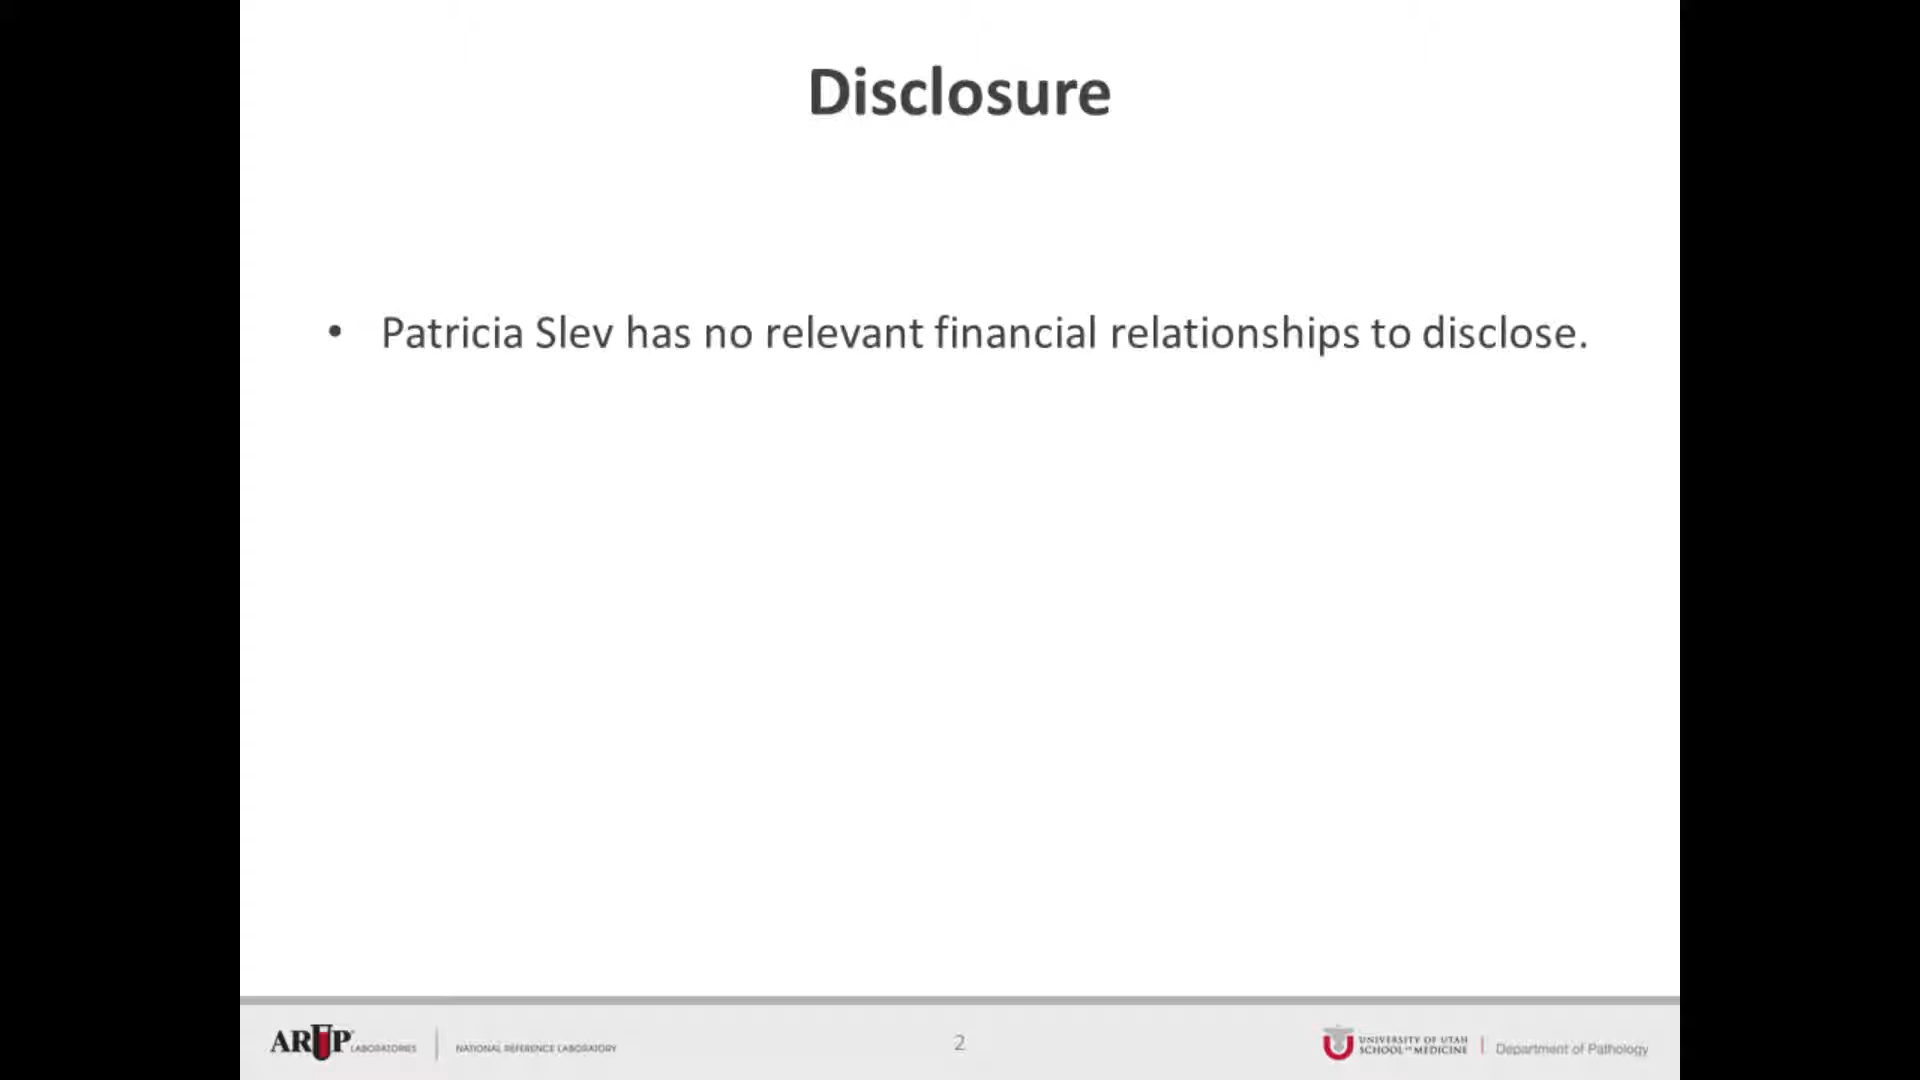 Disclosure
• Patricia Slev has no relevant financial relationships to disclose.
ARUP LABORATORIES | NATIONAL REFERENCE LABORATORY
2
UNIVERSITY OF UTAH
SCHOOL OF MEDICINE | Department of Pathology